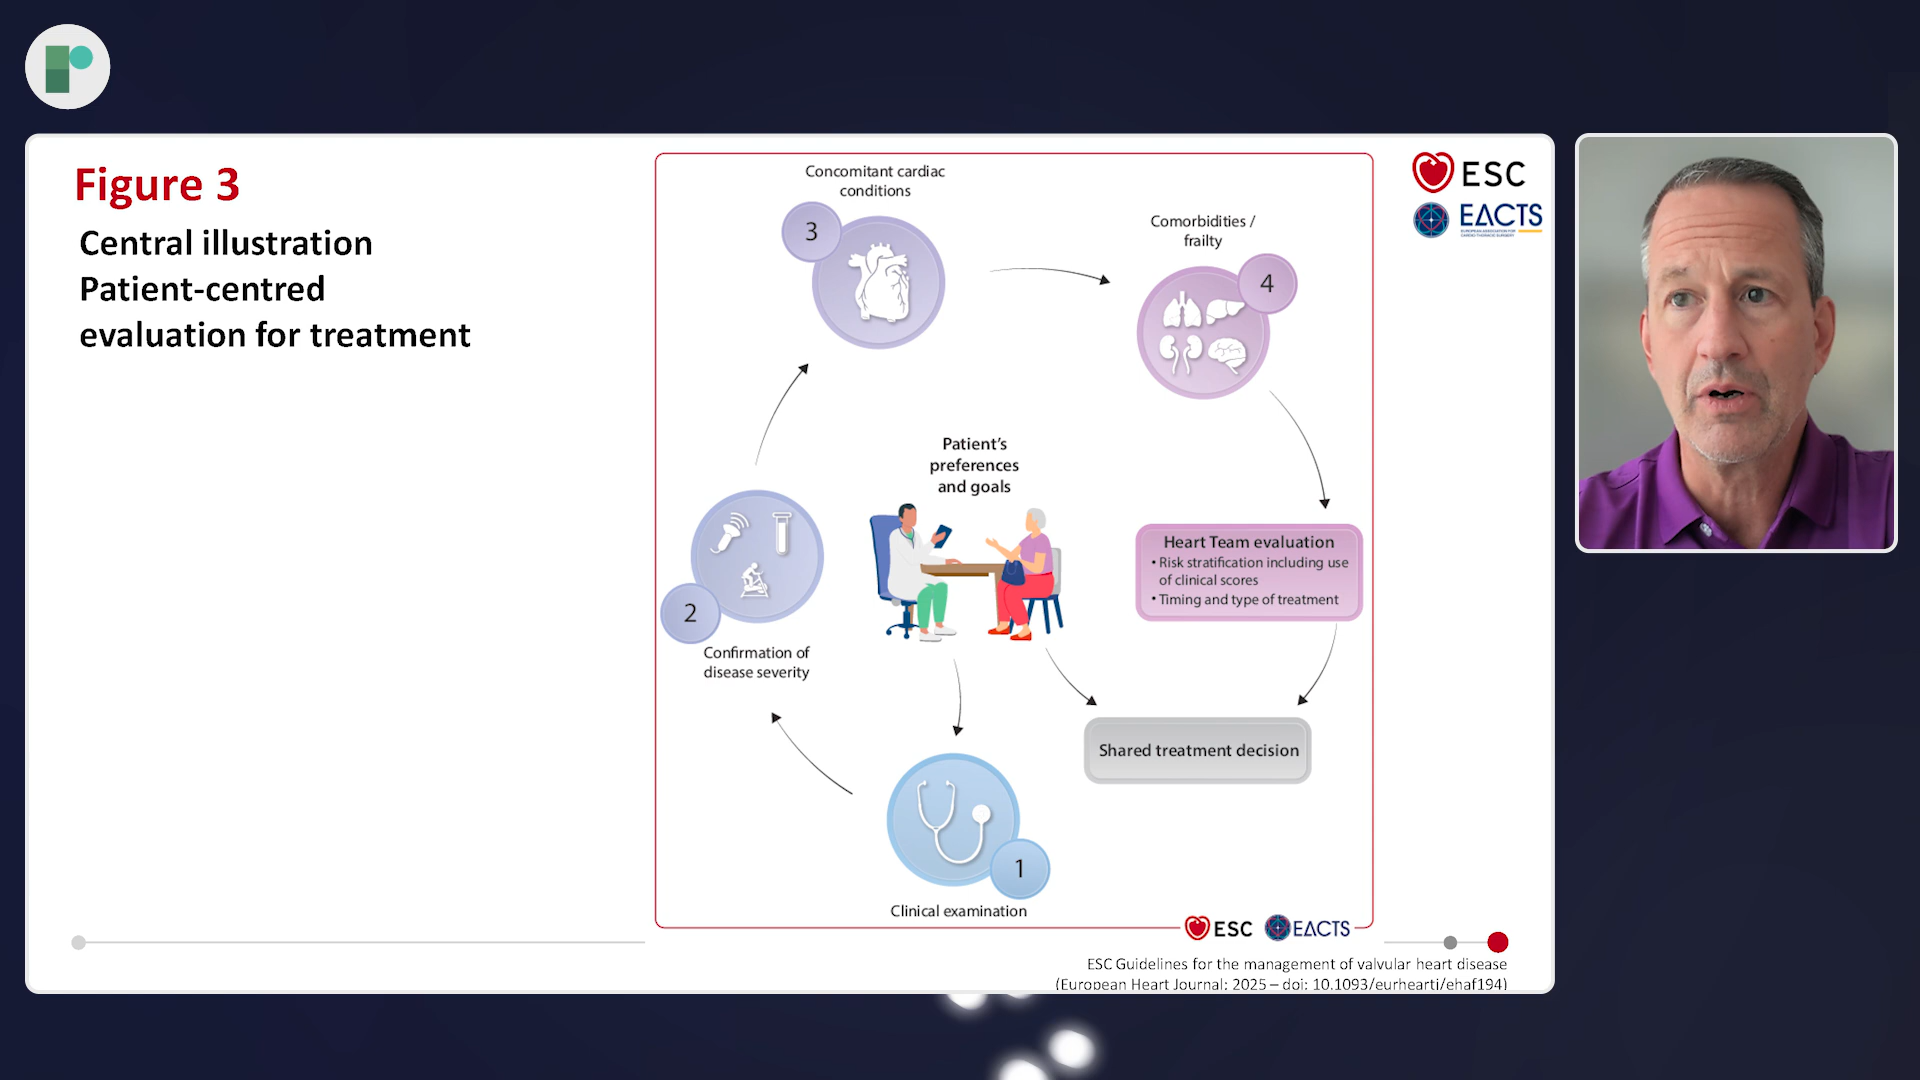 Figure 3
Central illustration
Patient-centred
evaluation for treatment
ESC
EACTS
Concomitant cardiac
conditions
3
Comorbidities /
frailty
4
Patient's
preferences
and goals
Heart Team evaluation
• Risk stratification including use
of clinical scores
• Timing and type of treatment
2
Confirmation of
disease severity
Shared treatment decision
1
Clinical examination
ESC EACTS
ESC Guidelines for the management of valvular heart disease
(European Heart Journal; 2025 – doi: 10.1093/eurheartj/ehaf194)